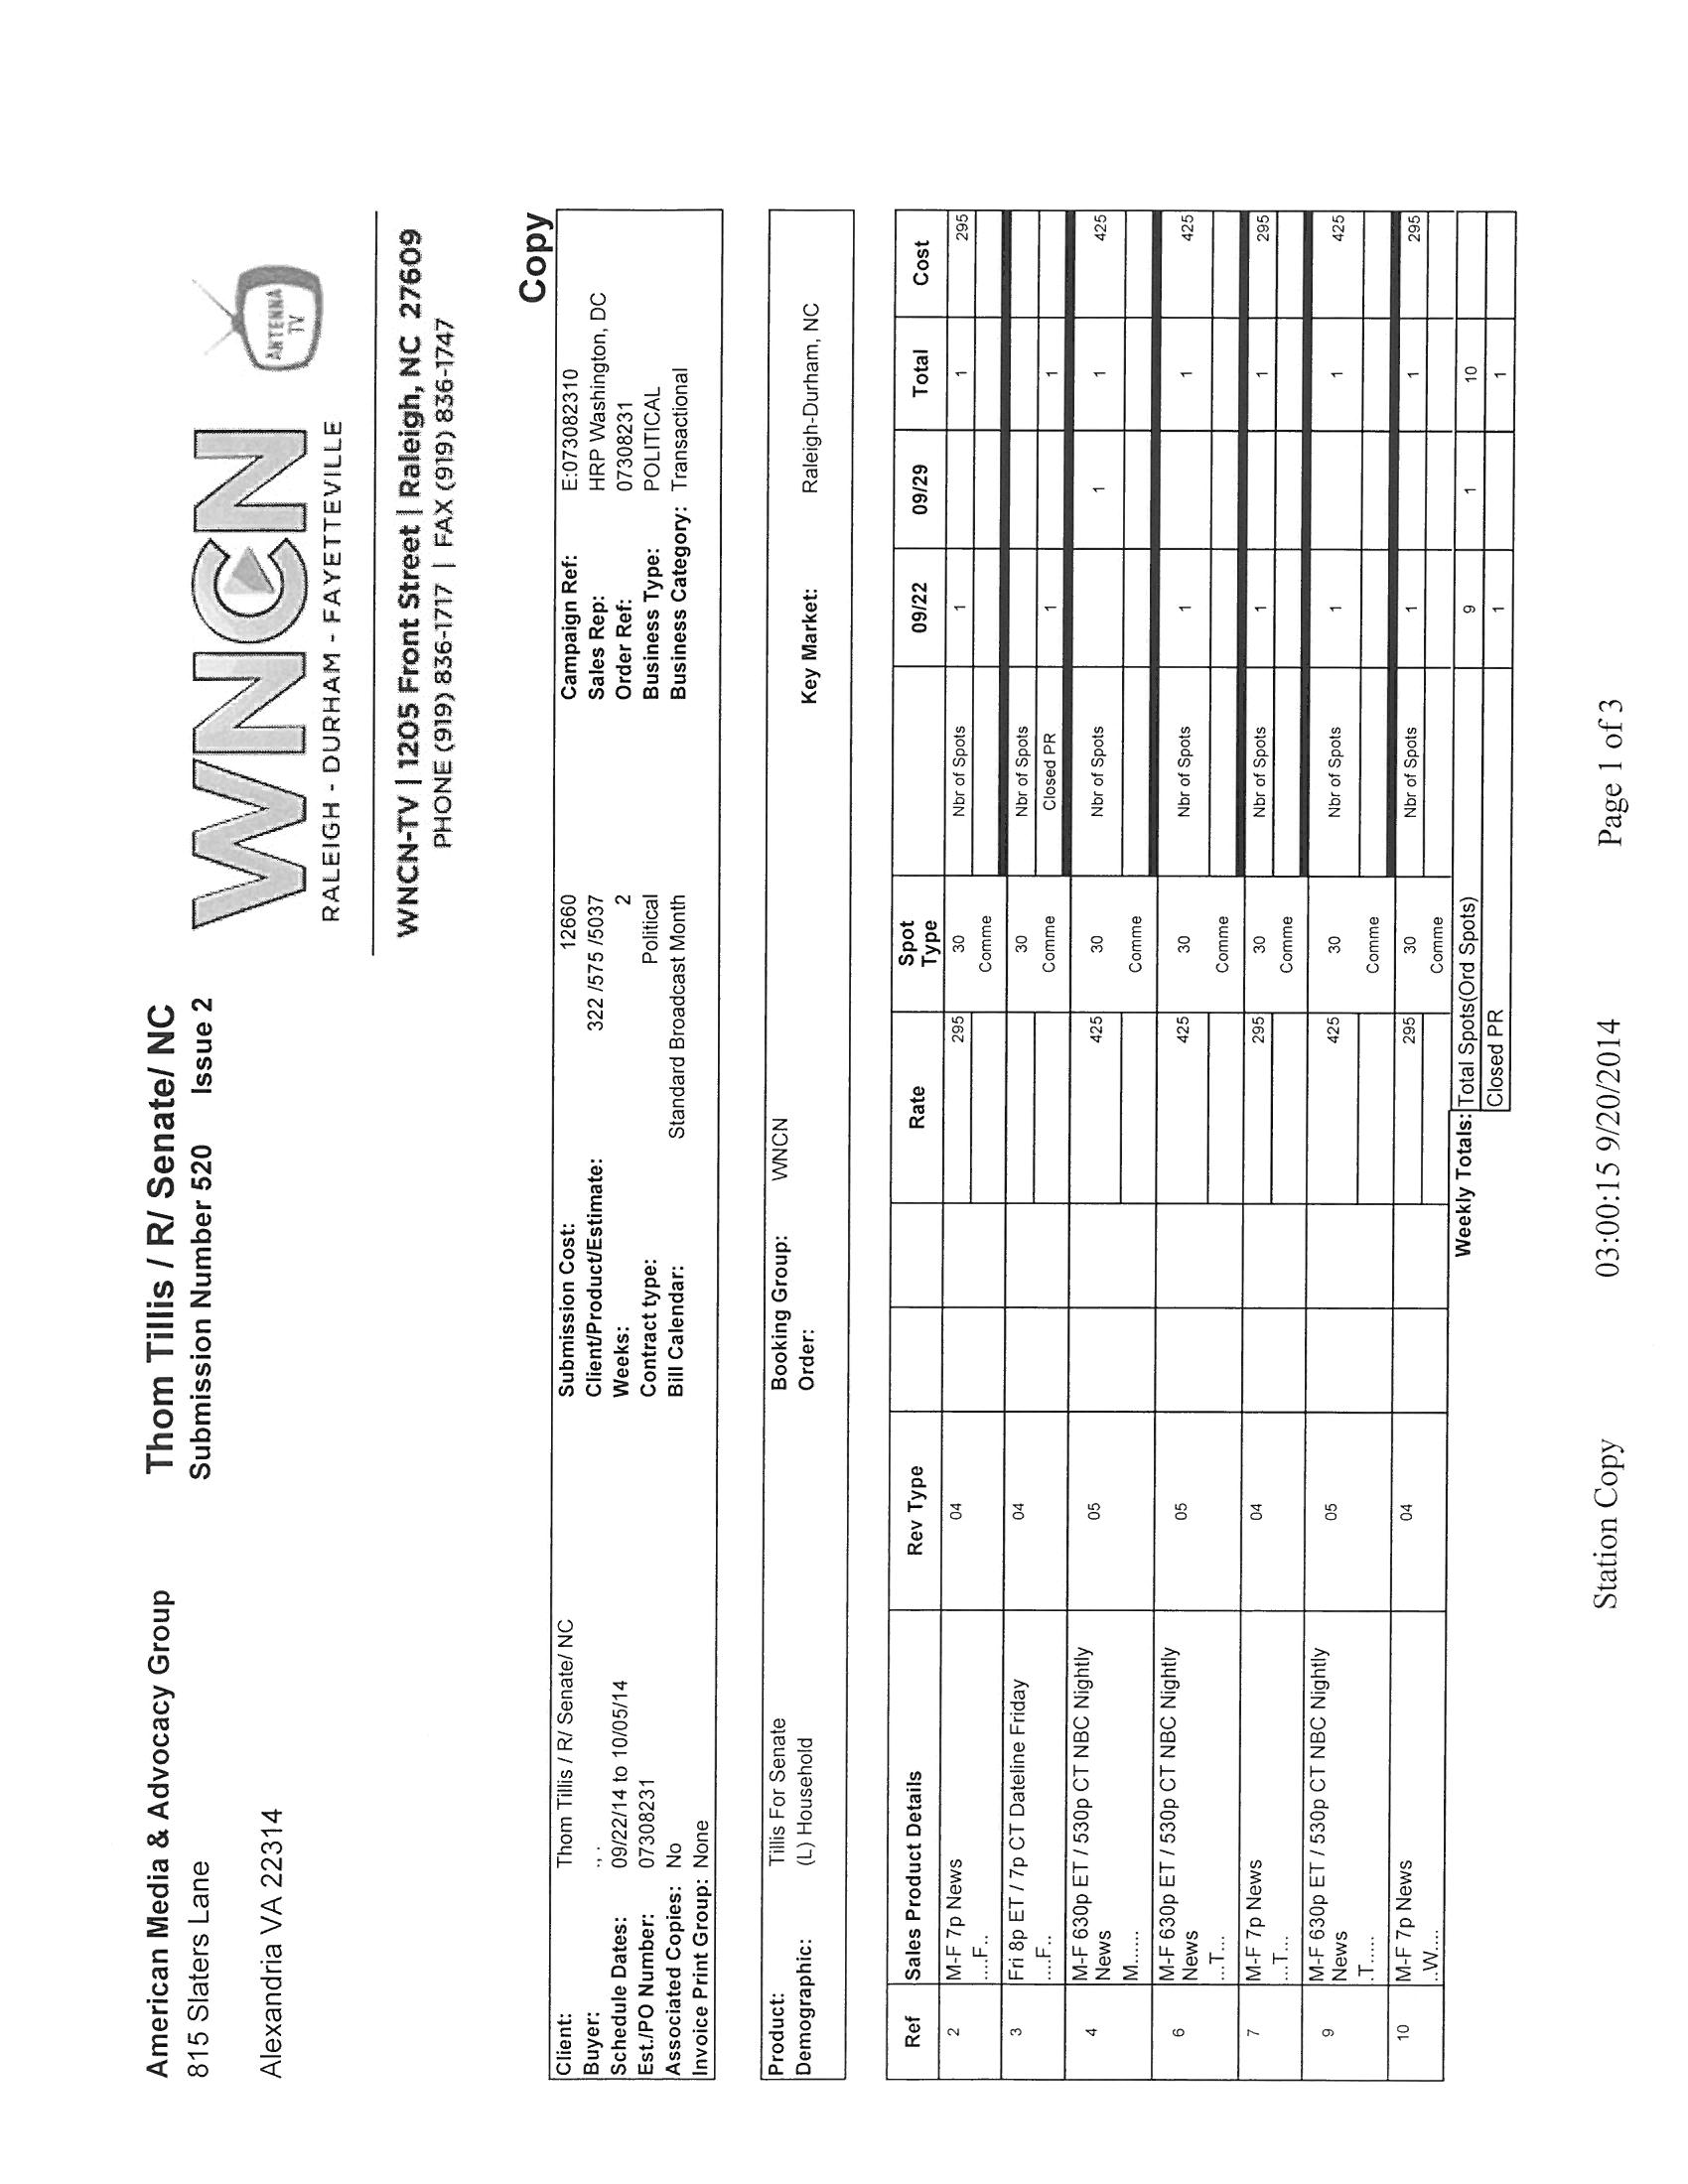 American Media & Advocacy Group
815 Slaters Lane
Alexandria VA 22314
Thom Tillis / R/ Senate/ NC
Submission Number 520 Issue 2
WNCN
RALEIGH - DURHAM - FAYETTEVILLE
ANTENNA
TV
WNCN-TV | 1205 Front Street | Raleigh, NC 27609
PHONE (919) 836-1717 | FAX (919) 836-1747
Copy
Client: Thom Tillis / R/ Senate/ NC Submission Cost: 12660 Campaign Ref: E:073082310
Buyer: ., . Client/Product/Estimate: 322 /575 /5037 Sales Rep: HRP Washington, DC
Schedule Dates: 09/22/14 to 10/05/14 Weeks: 2 Order Ref: 07308231
Est./PO Number: 07308231 Contract type: Political Business Type: POLITICAL
Associated Copies: No Bill Calendar: Standard Broadcast Month Business Category: Transactional
Invoice Print Group: None
Product: Tillis For Senate Booking Group: WNCN
Demographic: (L) Household Order: Key Market: Raleigh-Durham, NC
Ref Sales Product Details Rev Type Rate Spot Type 09/22 09/29 Total Cost
2 M-F 7p News 04 295 30 Nbr of Spots 1 1 295
....F.. Comme
3 Fri 8p ET / 7p CT Dateline Friday 04 30 Nbr of Spots
....F.. Comme Closed PR 1 1
4 M-F 630p ET / 530p CT NBC Nightly 05 425 30 Nbr of Spots 1 1 425
News
M...... Comme
6 M-F 630p ET / 530p CT NBC Nightly 05 425 30 Nbr of Spots 1 1 425
News
...T... Comme
7 M-F 7p News 04 295 30 Nbr of Spots 1 1 295
...T... Comme
9 M-F 630p ET / 530p CT NBC Nightly 05 425 30 Nbr of Spots 1 1 425
News
.T..... Comme
10 M-F 7p News 04 295 30 Nbr of Spots 1 1 295
..W.... Comme
Weekly Totals: Total Spots(Ord Spots) 9 1 10
Closed PR 1 1
Station Copy 03:00:15 9/20/2014 Page 1 of 3